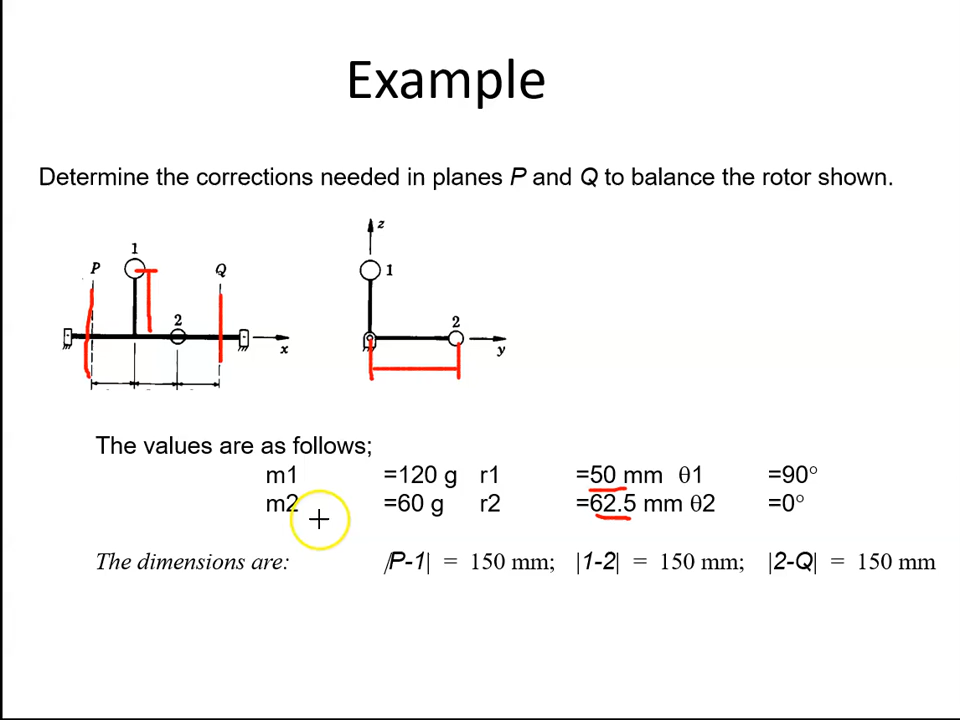 Example
Determine the corrections needed in planes P and Q to balance the rotor shown.
1
P
Q
2
x
z
1
2
y
The values are as follows;
m1 =120 g r1 =50 mm θ1 =90°
m2 =60 g r2 =62.5 mm θ2 =0°
The dimensions are: |P-1| = 150 mm; |1-2| = 150 mm; |2-Q| = 150 mm